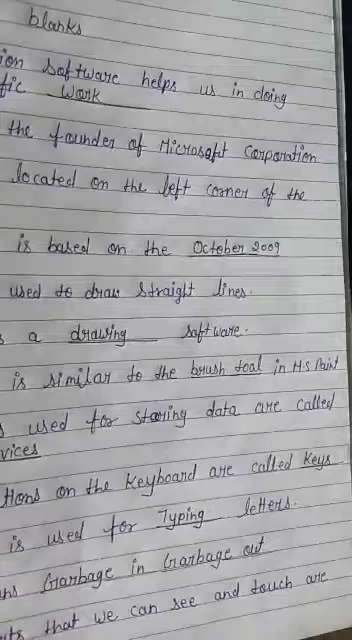 blanks
ion software helps us in doing
fic work
the founder of Microsoft Corporation
located on the left corner of the
is based on the October 2009
used to draw straight lines.
s a drawing software.
is similar to the brush tool in M.S Paint
s used for storing data are called
vices
tions on the keyboard are called Keys
is used for Typing letters.
ans Garbage in Garbage out
nts that we can see and touch are